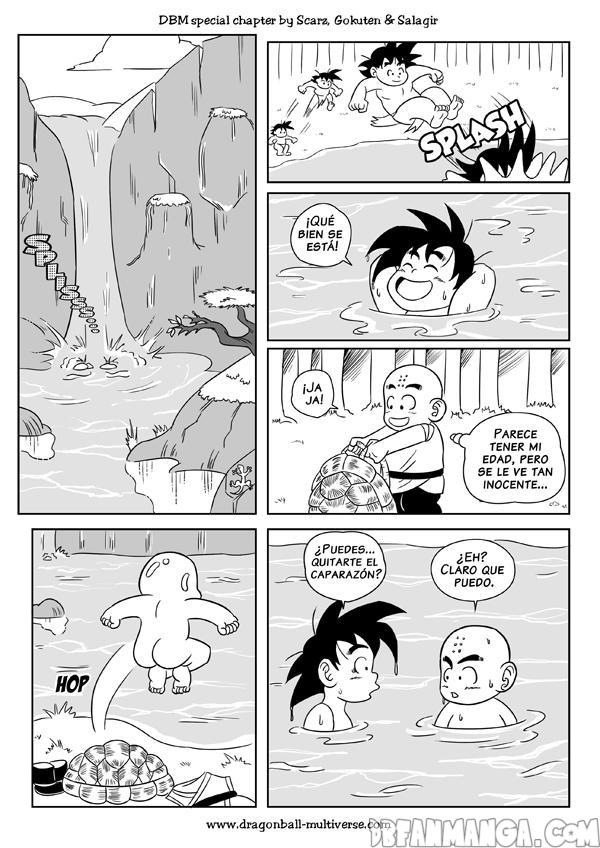 DBM special chapter by Scarz, Gokuten & Salagir
SPLASH
¡QUÉ
BIEN SE
ESTÁ!
¡JA
JA!
PARECE
TENER MI
EDAD, PERO
SE LE VE TAN
INOCENTE...
HOP
¿PUEDES...
QUITARTE EL
CAPARAZÓN?
¿EH?
CLARO QUE
PUEDO.
www.dragonball-multiverse.com
DBFANMANGA.COM